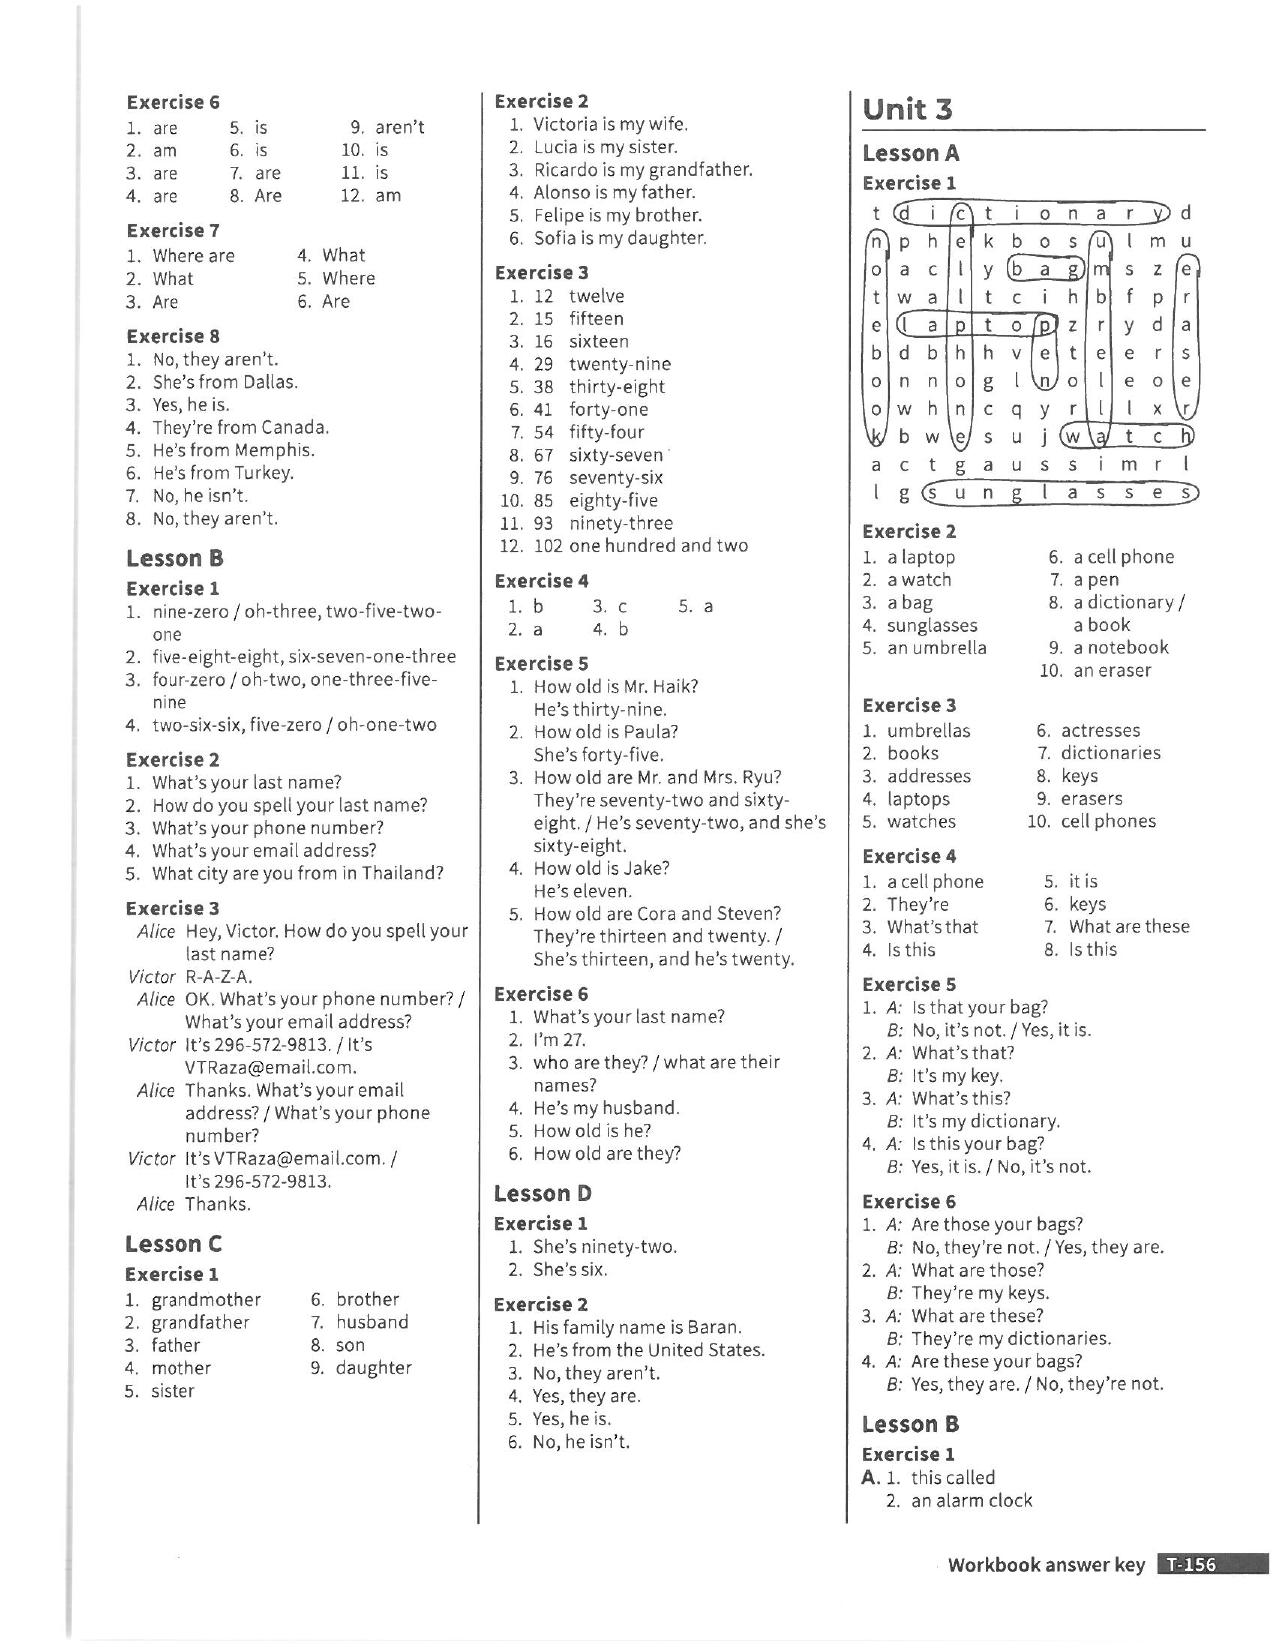 Exercise 6
1. are 5. is 9. aren't
2. am 6. is 10. is
3. are 7. are 11. is
4. are 8. Are 12. am
Exercise 7
1. Where are 4. What
2. What 5. Where
3. Are 6. Are
Exercise 8
1. No, they aren't.
2. She's from Dallas.
3. Yes, he is.
4. They're from Canada.
5. He's from Memphis.
6. He's from Turkey.
7. No, he isn't.
8. No, they aren't.
Lesson B
Exercise 1
1. nine-zero / oh-three, two-five-two-
one
2. five-eight-eight, six-seven-one-three
3. four-zero / oh-two, one-three-five-
nine
4. two-six-six, five-zero / oh-one-two
Exercise 2
1. What's your last name?
2. How do you spell your last name?
3. What's your phone number?
4. What's your email address?
5. What city are you from in Thailand?
Exercise 3
Alice Hey, Victor. How do you spell your
last name?
Victor R-A-Z-A.
Alice OK. What's your phone number? /
What's your email address?
Victor It's 296-572-9813. / It's
VTRaza@email.com.
Alice Thanks. What's your email
address? / What's your phone
number?
Victor It's VTRaza@email.com. /
It's 296-572-9813.
Alice Thanks.
Lesson C
Exercise 1
1. grandmother 6. brother
2. grandfather 7. husband
3. father 8. son
4. mother 9. daughter
5. sister
Exercise 2
1. Victoria is my wife.
2. Lucia is my sister.
3. Ricardo is my grandfather.
4. Alonso is my father.
5. Felipe is my brother.
6. Sofia is my daughter.
Exercise 3
1. 12 twelve
2. 15 fifteen
3. 16 sixteen
4. 29 twenty-nine
5. 38 thirty-eight
6. 41 forty-one
7. 54 fifty-four
8. 67 sixty-seven
9. 76 seventy-six
10. 85 eighty-five
11. 93 ninety-three
12. 102 one hundred and two
Exercise 4
1. b 3. c 5. a
2. a 4. b
Exercise 5
1. How old is Mr. Haik?
He's thirty-nine.
2. How old is Paula?
She's forty-five.
3. How old are Mr. and Mrs. Ryu?
They're seventy-two and sixty-
eight. / He's seventy-two, and she's
sixty-eight.
4. How old is Jake?
He's eleven.
5. How old are Cora and Steven?
They're thirteen and twenty. /
She's thirteen, and he's twenty.
Exercise 6
1. What's your last name?
2. I'm 27.
3. who are they? / what are their
names?
4. He's my husband.
5. How old is he?
6. How old are they?
Lesson D
Exercise 1
1. She's ninety-two.
2. She's six.
Exercise 2
1. His family name is Baran.
2. He's from the United States.
3. No, they aren't.
4. Yes, they are.
5. Yes, he is.
6. No, he isn't.
Unit 3
Lesson A
Exercise 1
t d i c t i o n a r y d
n p h e k b o s u l m u
o a c l y b a g m s z e
t w a l t c i h b f p r
e l a p t o p z r y d a
b d b h h v e t e e r s
o n n o g l n o l e o e
o w h n c q y r l l x r
k b w e s u j w a t c h
a c t g a u s s i m r l
l g s u n g l a s s e s
Exercise 2
1. a laptop 6. a cell phone
2. a watch 7. a pen
3. a bag 8. a dictionary /
4. sunglasses a book
5. an umbrella 9. a notebook
10. an eraser
Exercise 3
1. umbrellas 6. actresses
2. books 7. dictionaries
3. addresses 8. keys
4. laptops 9. erasers
5. watches 10. cell phones
Exercise 4
1. a cell phone 5. it is
2. They're 6. keys
3. What's that 7. What are these
4. Is this 8. Is this
Exercise 5
1. A: Is that your bag?
B: No, it's not. / Yes, it is.
2. A: What's that?
B: It's my key.
3. A: What's this?
B: It's my dictionary.
4. A: Is this your bag?
B: Yes, it is. / No, it's not.
Exercise 6
1. A: Are those your bags?
B: No, they're not. / Yes, they are.
2. A: What are those?
B: They're my keys.
3. A: What are these?
B: They're my dictionaries.
4. A: Are these your bags?
B: Yes, they are. / No, they're not.
Lesson B
Exercise 1
A. 1. this called
2. an alarm clock
Workbook answer key T-156